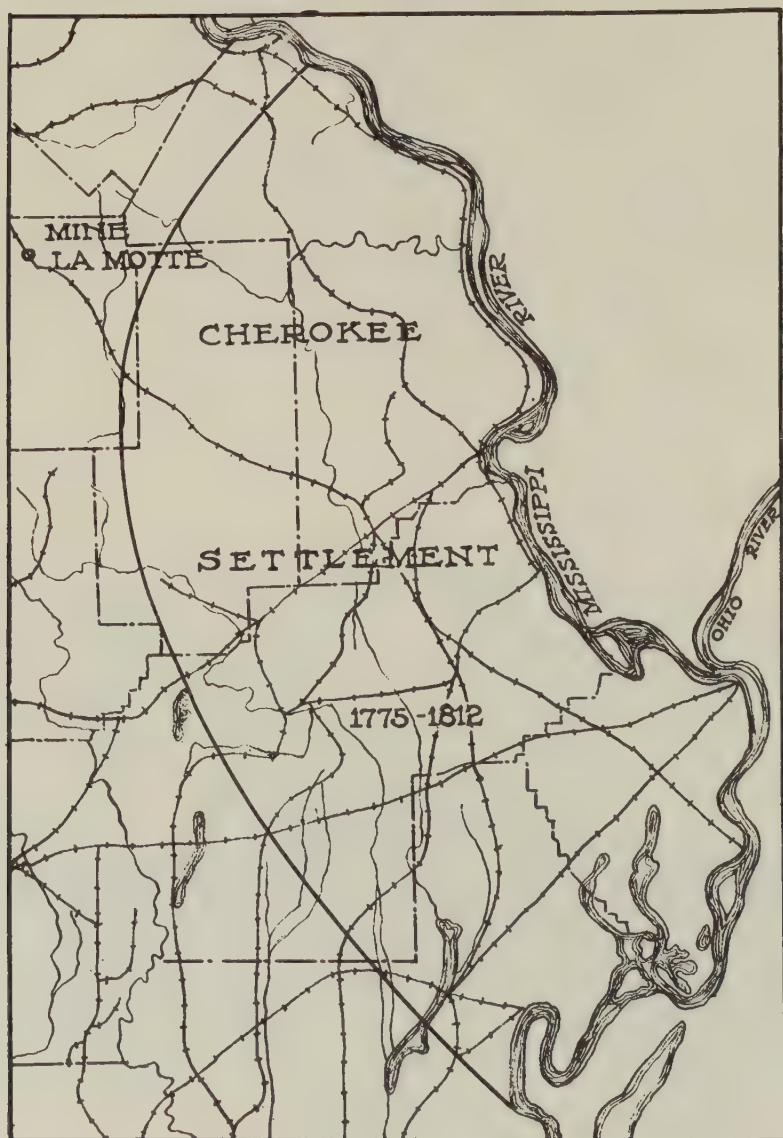 MINE
LA MOTTE
CHEROKEE
RIVER
MISSISSIPPI
SETTLEMENT
OHIO
RIVER
1775-1812